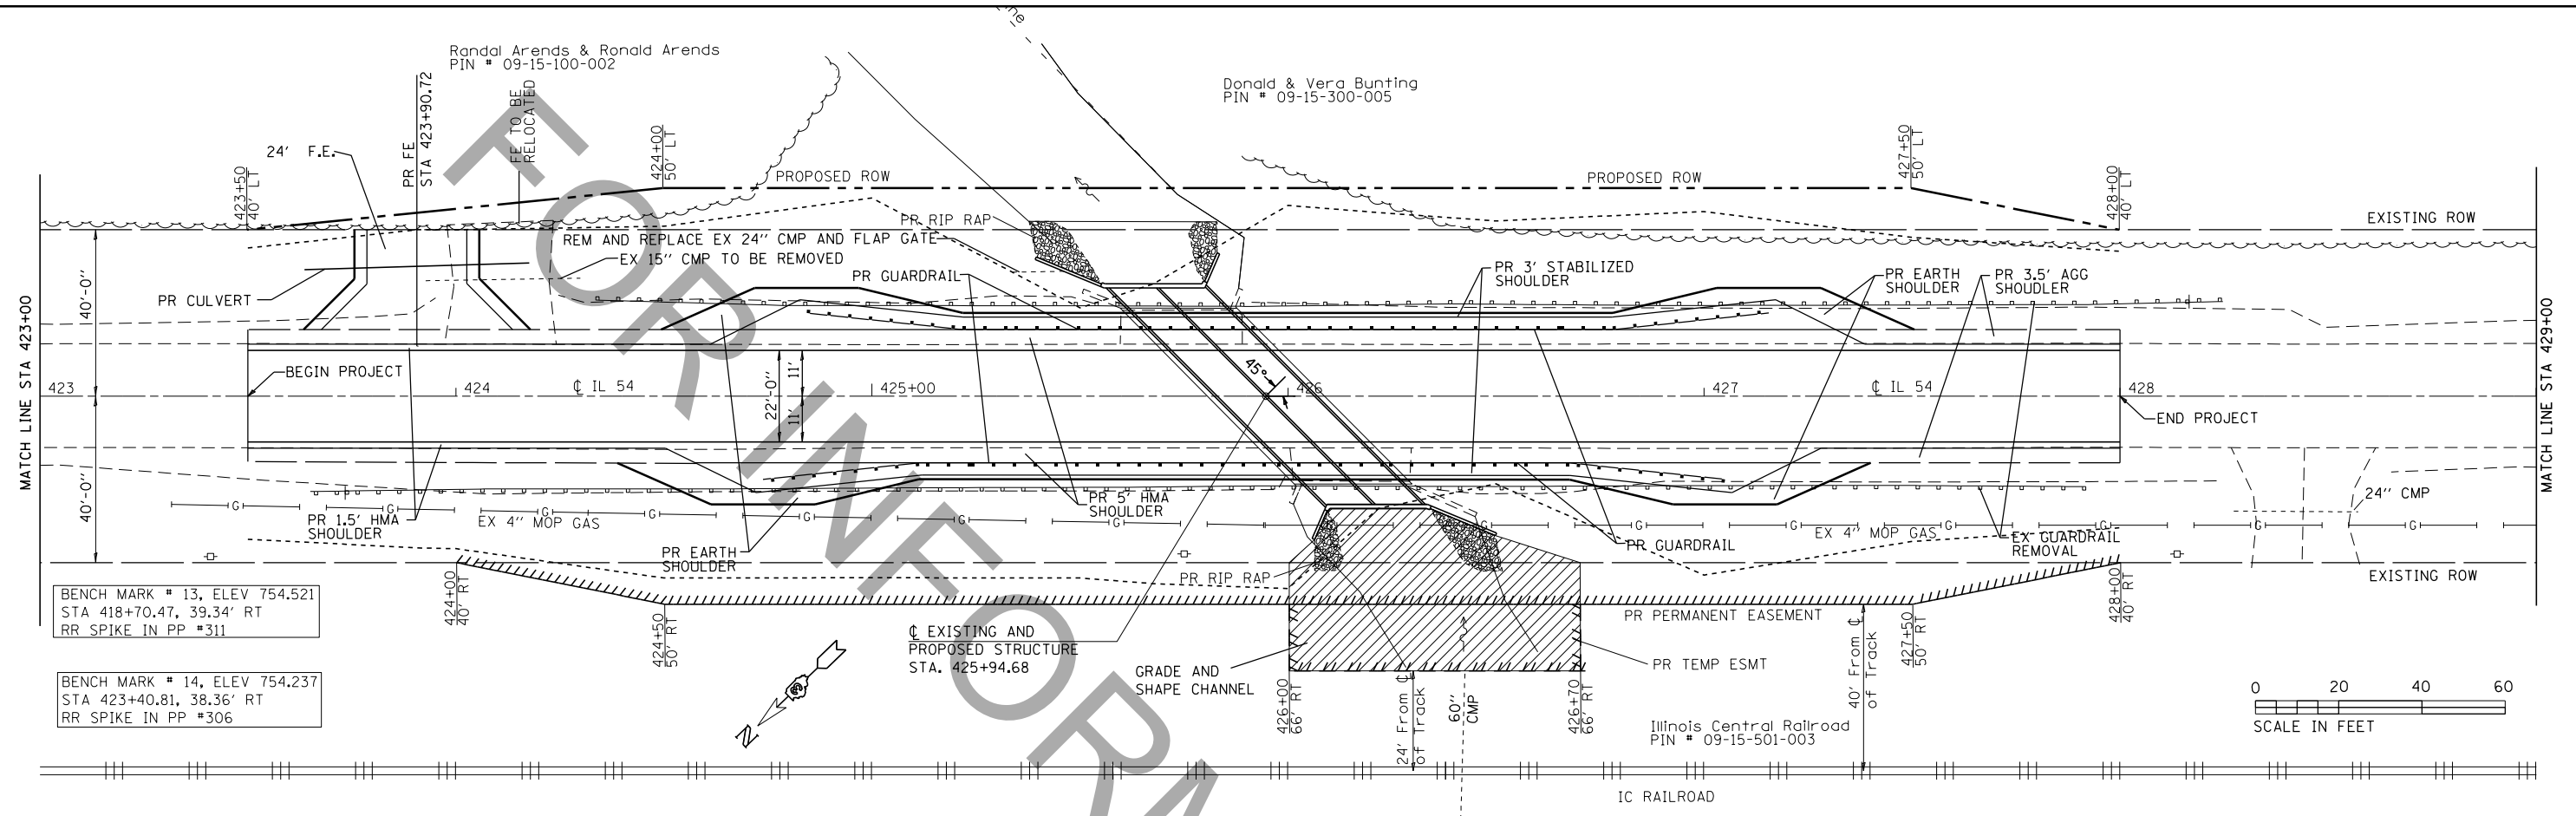 Randal Arends & Ronald Arends
PIN # 09-15-100-002
Donald & Vera Bunting
PIN # 09-15-300-005
24' F.E.
PR FE
STA 423+90.72
FE TO BE
RELOCATED
423+50
40' LT
424+00
50' LT
427+50
50' LT
428+00
40' LT
PROPOSED ROW
PROPOSED ROW
EXISTING ROW
PR RIP RAP
REM AND REPLACE EX 24" CMP AND FLAP GATE
EX 15" CMP TO BE REMOVED
PR GUARDRAIL
PR CULVERT
PR 3' STABILIZED
SHOULDER
PR EARTH
SHOULDER
PR 3.5' AGG
SHOUDLER
40'-0"
40'-0"
MATCH LINE STA 423+00
MATCH LINE STA 429+00
BEGIN PROJECT
423
424
℄ IL 54
425+00
22'-0"
11'
11'
45°
426
427
℄ IL 54
428
END PROJECT
24" CMP
PR 1.5' HMA
SHOULDER
EX 4" MOP GAS
G G G G G G G G G G G G G G
PR 5' HMA
SHOULDER
PR EARTH
SHOULDER
PR GUARDRAIL
EX 4" MOP GAS
EX GUARDRAIL
REMOVAL
PR RIP RAP
EXISTING ROW
BENCH MARK # 13, ELEV 754.521
STA 418+70.47, 39.34' RT
RR SPIKE IN PP #311
BENCH MARK # 14, ELEV 754.237
STA 423+40.81, 38.36' RT
RR SPIKE IN PP #306
424+00
40' RT
424+50
50' RT
℄ EXISTING AND
PROPOSED STRUCTURE
STA. 425+94.68
GRADE AND
SHAPE CHANNEL
PR PERMANENT EASEMENT
PR TEMP ESMT
426+00
66' RT
24' From ℄
of Track
60"
CMP
426+70
66' RT
40' From ℄
of Track
427+50
50' RT
428+00
40' RT
Illinois Central Railroad
PIN # 09-15-501-003
N
0 20 40 60
SCALE IN FEET
IC RAILROAD
FOR INFORM